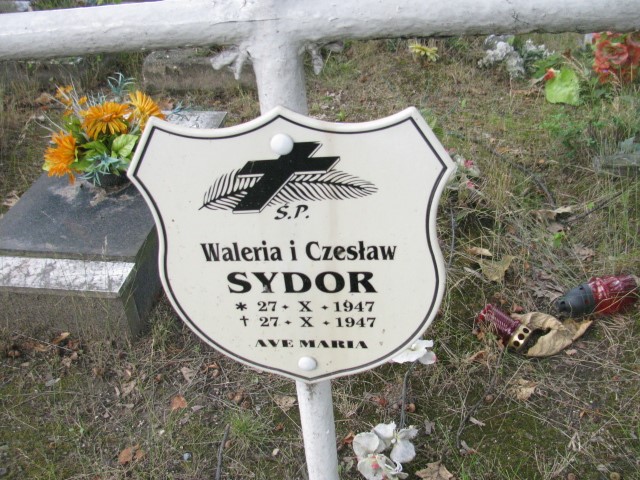 Ś.P.
Waleria i Czesław
SYDOR
* 27 - X - 1947
† 27 - X - 1947
AVE MARIA